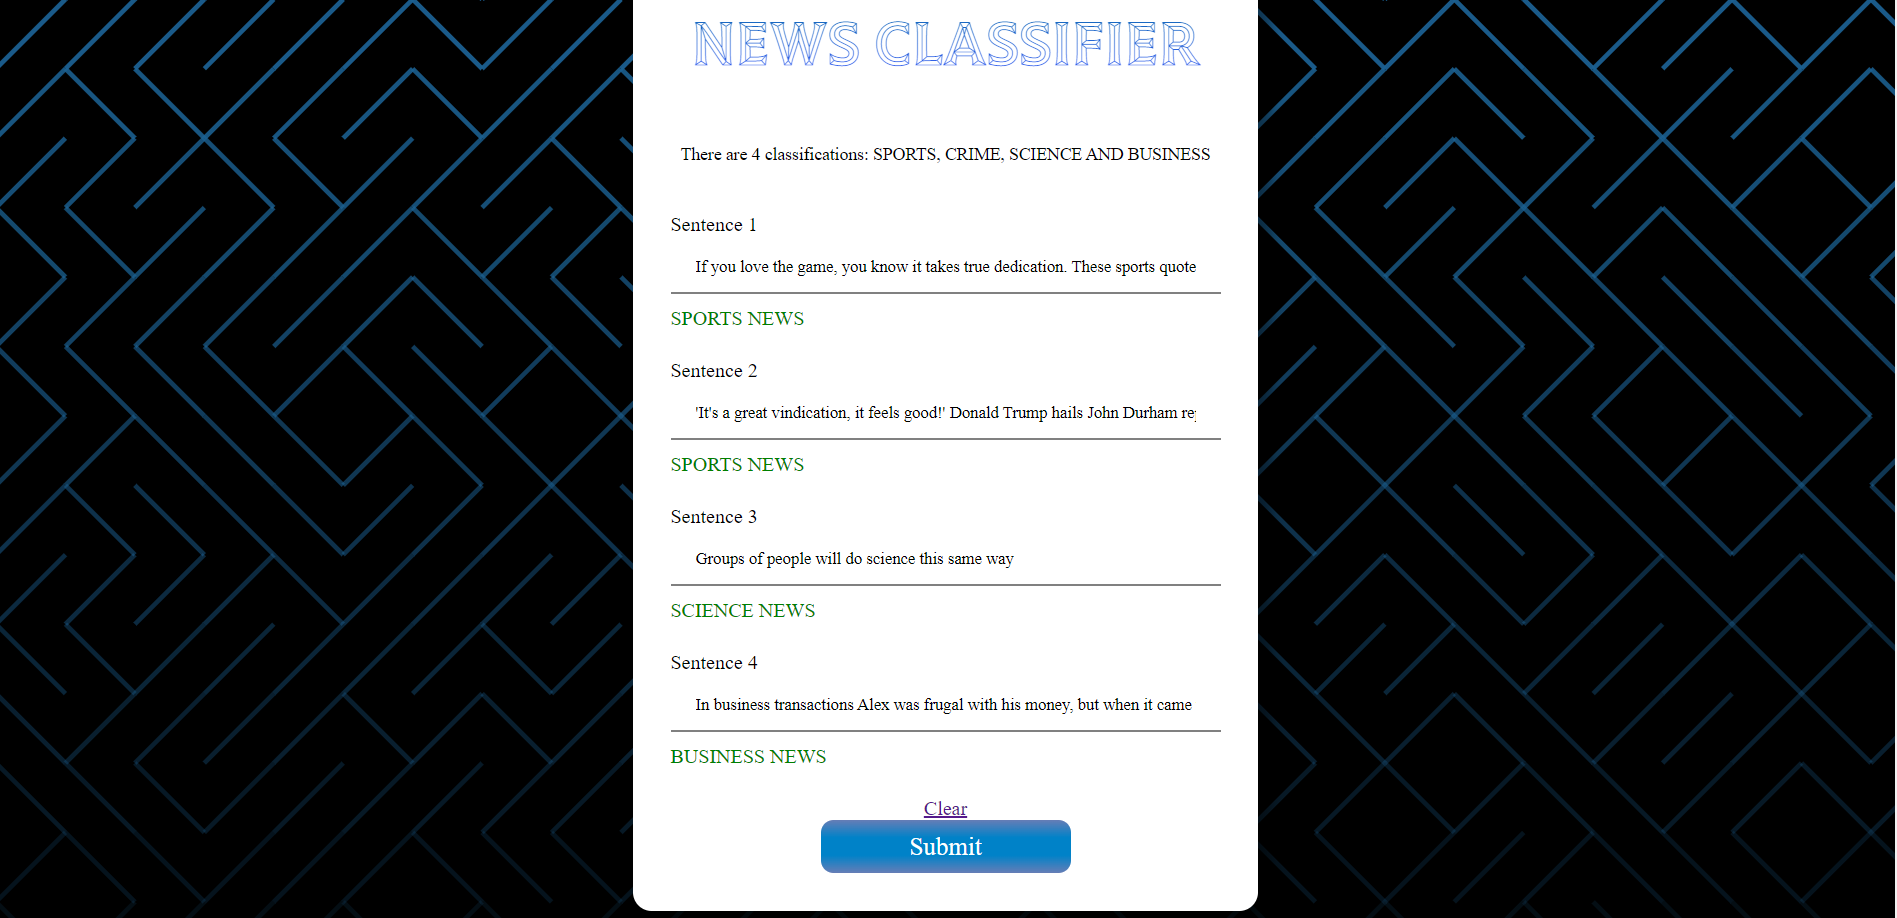 NEWS CLASSIFIER
There are 4 classifications: SPORTS, CRIME, SCIENCE AND BUSINESS
Sentence 1
If you love the game, you know it takes true dedication. These sports quote
SPORTS NEWS
Sentence 2
'It's a great vindication, it feels good!' Donald Trump hails John Durham
SPORTS NEWS
Sentence 3
Groups of people will do science this same way
SCIENCE NEWS
Sentence 4
In business transactions Alex was frugal with his money, but when it came
BUSINESS NEWS
Clear
Submit